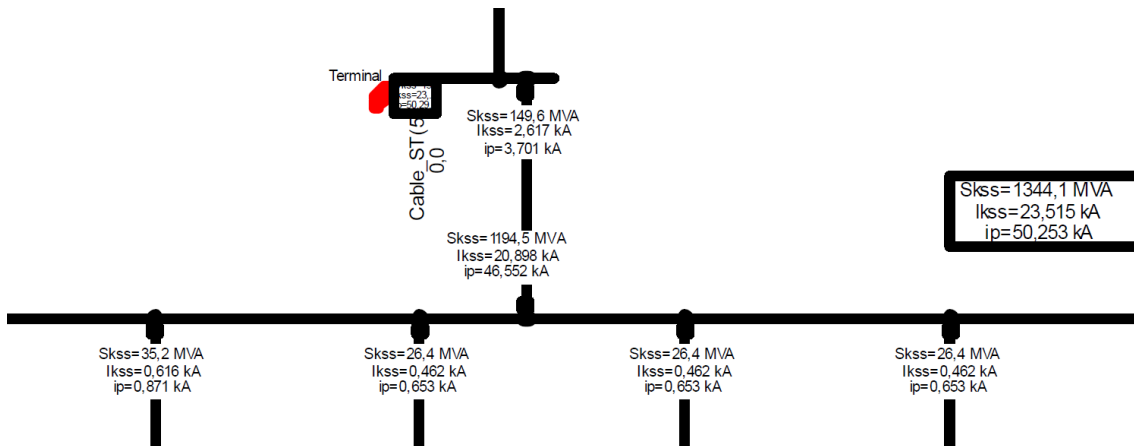 Terminal
kss=23,
p=50,29
Cable_ST(5
0,0
Skss=149,6 MVA
Ikss=2,617 kA
ip=3,701 kA
Skss=1344,1 MVA
Ikss=23,515 kA
ip=50,253 kA
Skss=1194,5 MVA
Ikss=20,898 kA
ip=46,552 kA
Skss=35,2 MVA
Ikss=0,616 kA
ip=0,871 kA
Skss=26,4 MVA
Ikss=0,462 kA
ip=0,653 kA
Skss=26,4 MVA
Ikss=0,462 kA
ip=0,653 kA
Skss=26,4 MVA
Ikss=0,462 kA
ip=0,653 kA